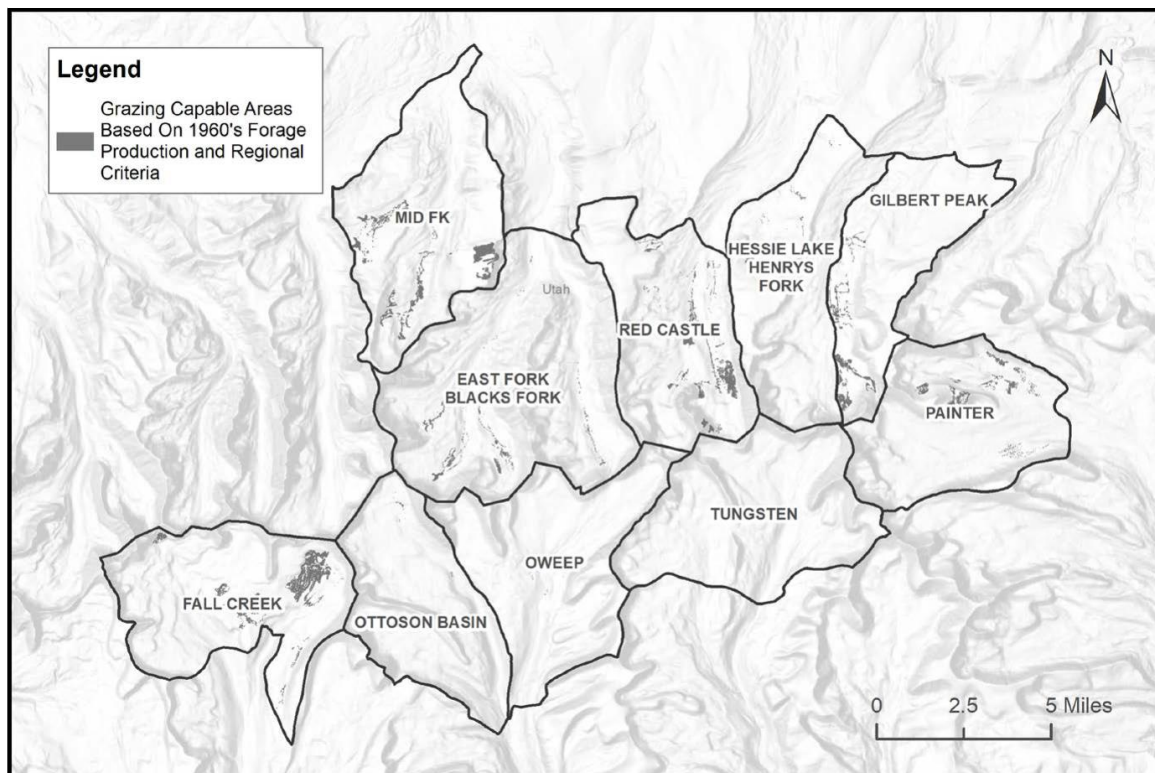 Legend
Grazing Capable Areas
Based On 1960's Forage
Production and Regional
Criteria
N
GILBERT PEAK
MID FK
HESSIE LAKE
HENRYS
FORK
Utah
RED CASTLE
EAST FORK
BLACKS FORK
PAINTER
TUNGSTEN
OWEEP
FALL CREEK
OTTOSON BASIN
0 2.5 5 Miles